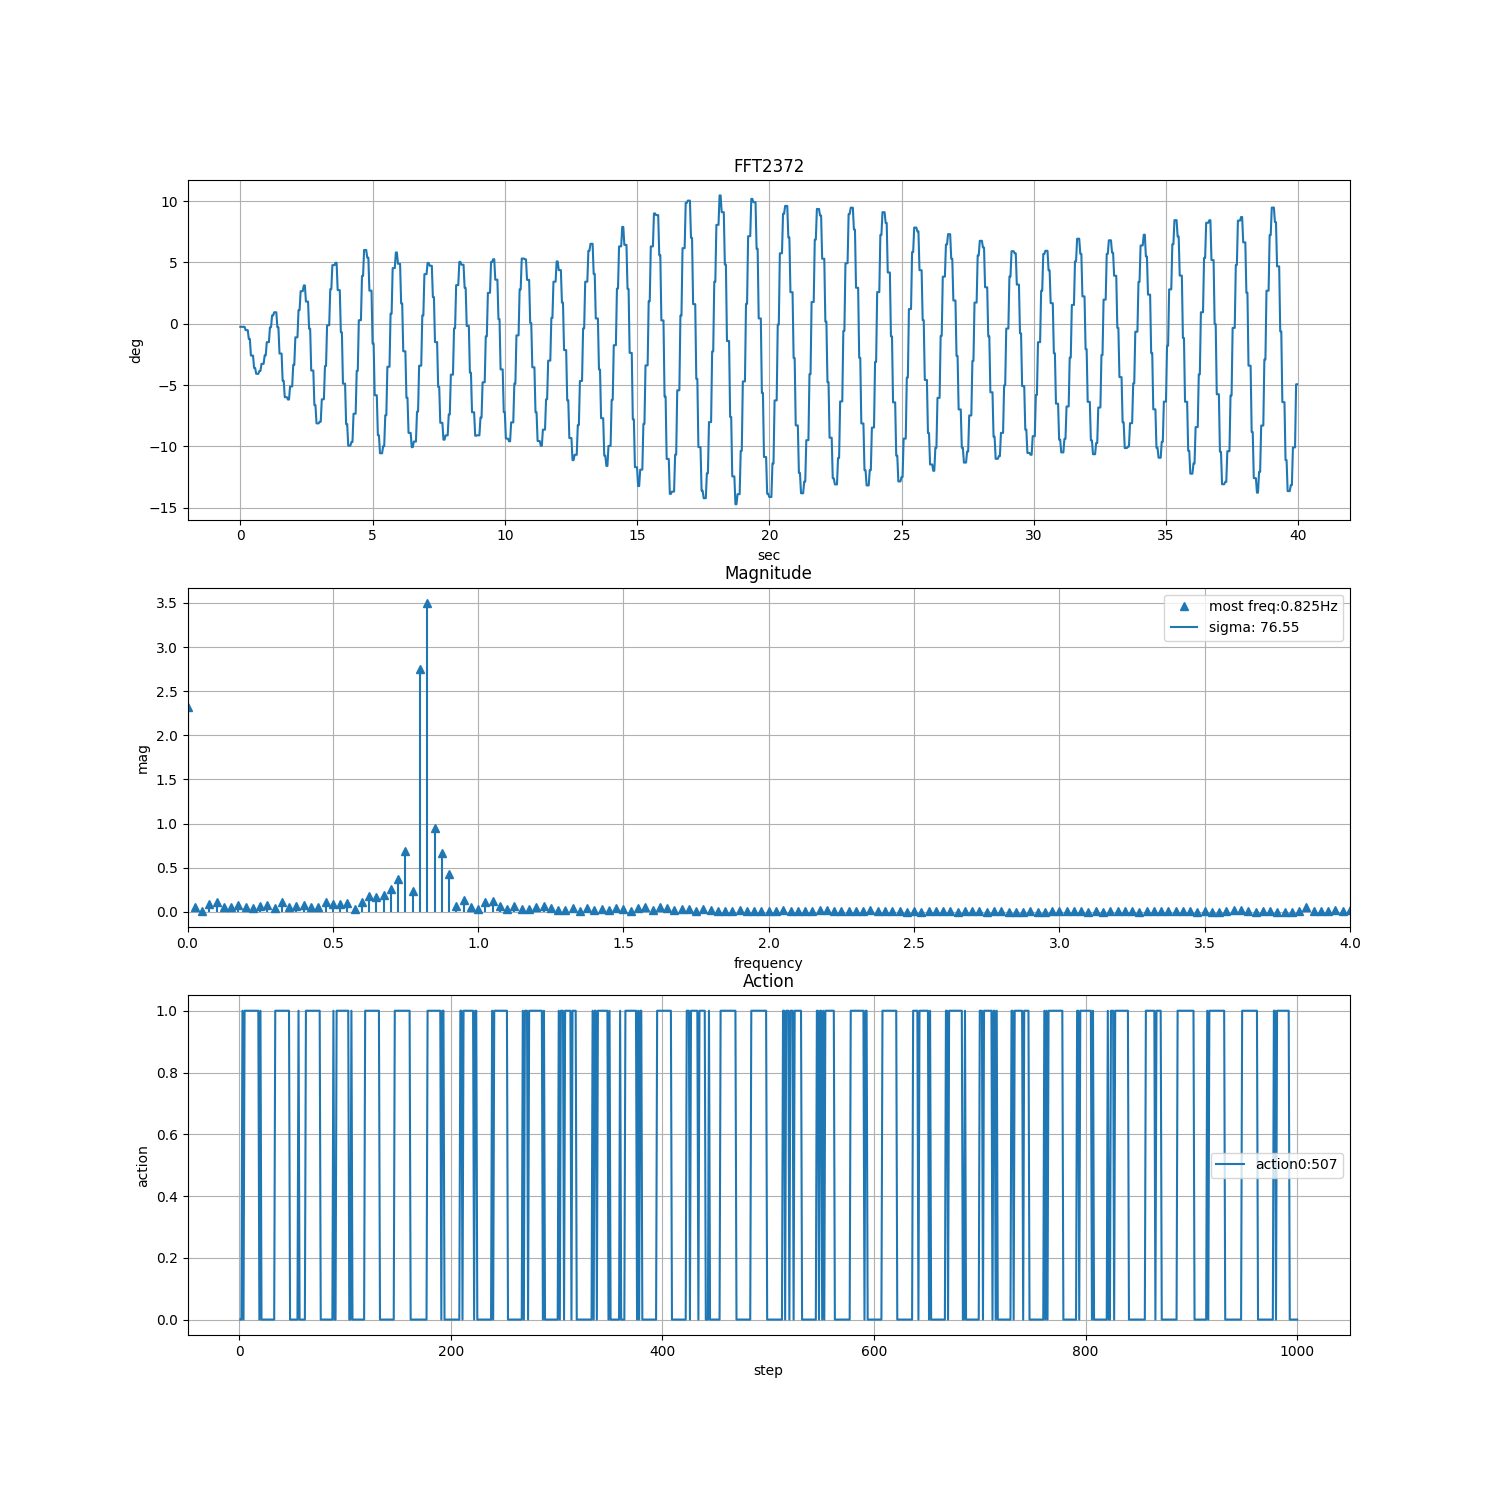 FFT2372
10
5
0
−5
−10
−15
deg
0 5 10 15 20 25 30 35 40
sec
Magnitude
3.5
3.0
2.5
2.0
1.5
1.0
0.5
0.0
mag
most freq:0.825Hz
sigma: 76.55
0.0 0.5 1.0 1.5 2.0 2.5 3.0 3.5 4.0
frequency
Action
1.0
0.8
0.6
0.4
0.2
0.0
action
action0:507
0 200 400 600 800 1000
step